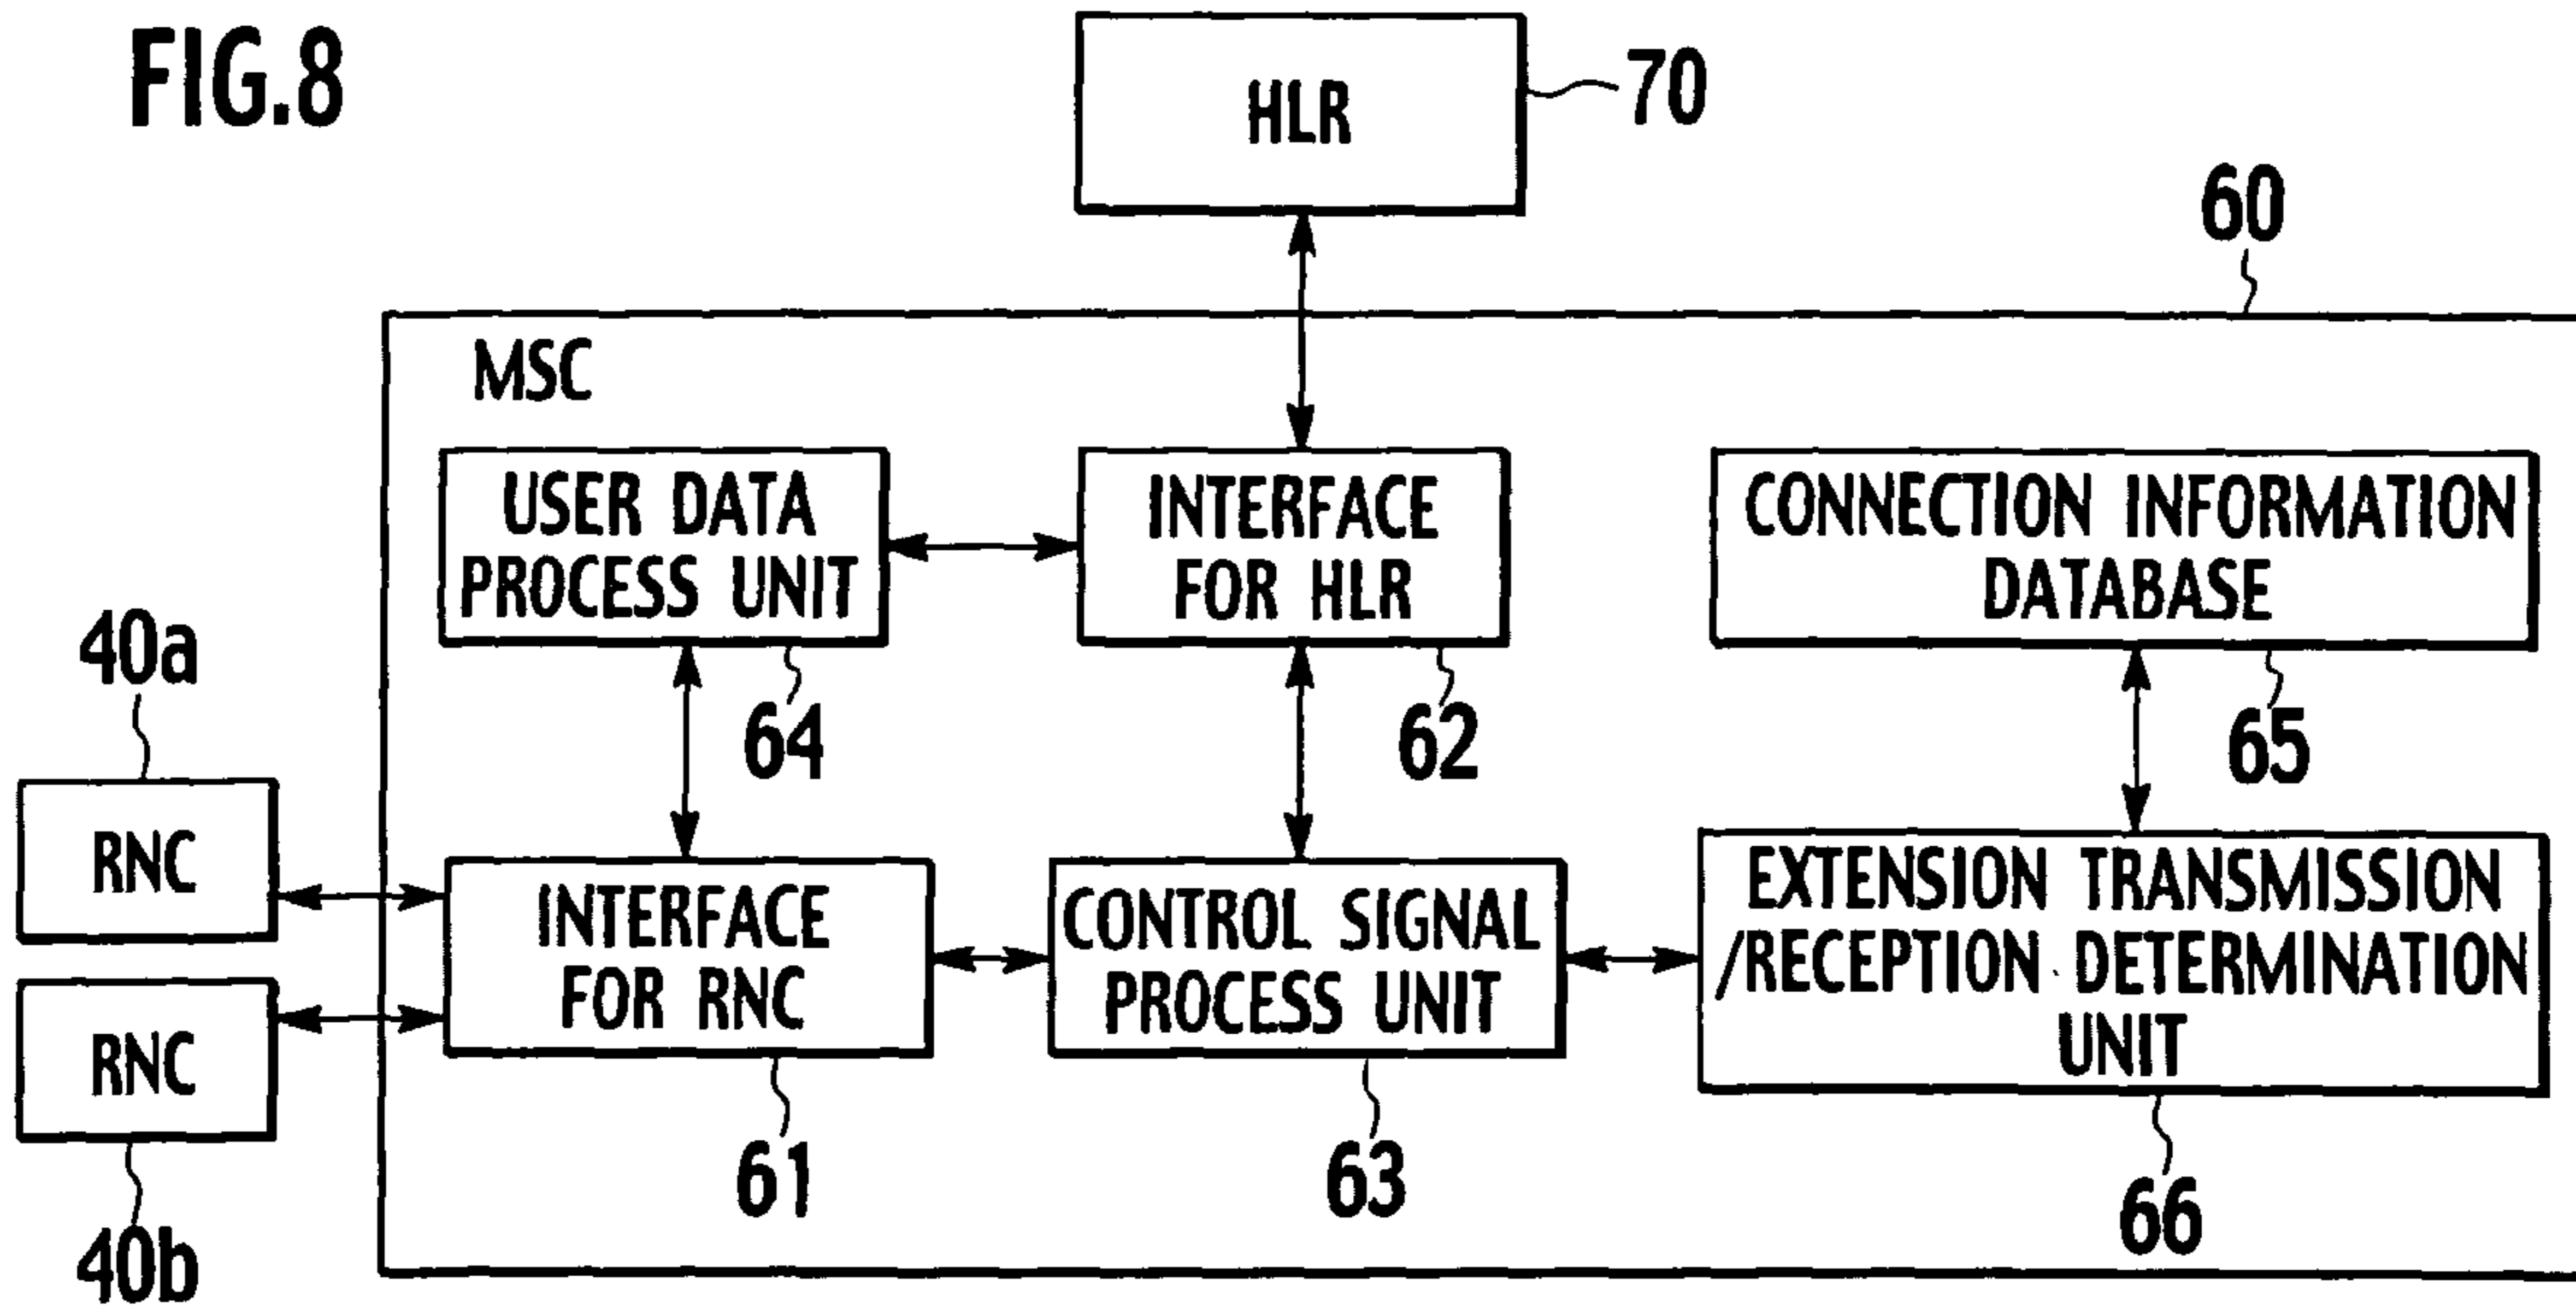 FIG.8
HLR
70
60
MSC
USER DATA
PROCESS UNIT
64
INTERFACE
FOR HLR
62
CONNECTION INFORMATION
DATABASE
65
40a
RNC
RNC
40b
INTERFACE
FOR RNC
61
CONTROL SIGNAL
PROCESS UNIT
63
EXTENSION TRANSMISSION
/RECEPTION DETERMINATION
UNIT
66